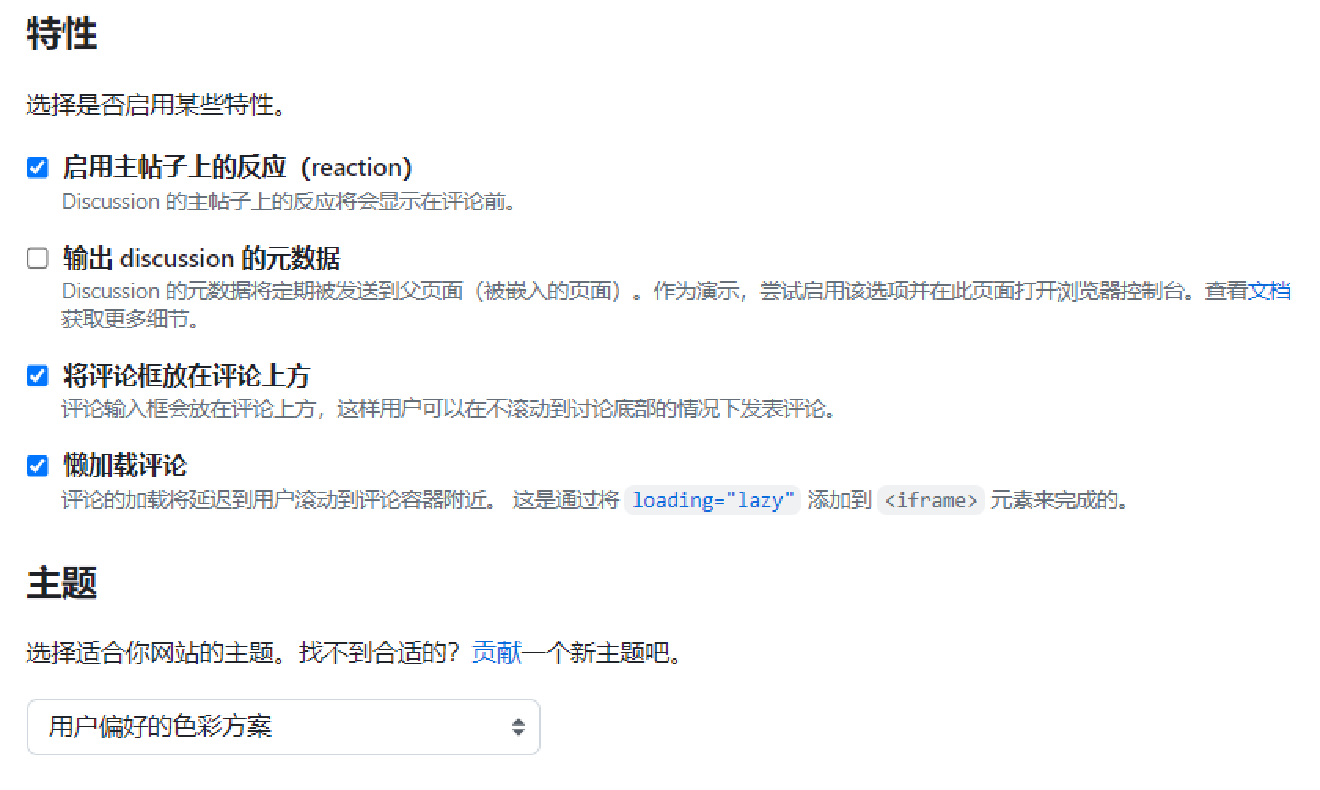 特性
选择是否启用某些特性。
启用主帖子上的反应（reaction）
Discussion 的主帖子上的反应将会显示在评论前。
输出 discussion 的元数据
Discussion 的元数据将定期被发送到父页面（被嵌入的页面）。作为演示，尝试启用该选项并在此页面打开浏览器控制台。查看文档
获取更多细节。
将评论框放在评论上方
评论输入框会放在评论上方，这样用户可以在不滚动到讨论底部的情况下发表评论。
懒加载评论
评论的加载将延迟到用户滚动到评论容器附近。 这是通过将 loading="lazy" 添加到 <iframe> 元素来完成的。
主题
选择适合你网站的主题。找不到合适的？贡献一个新主题吧。
用户偏好的色彩方案